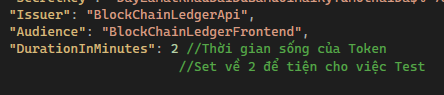 "Issuer": "BlockChainLedgerApi",
"Audience": "BlockChainLedgerFrontend",
"DurationInMinutes": 2 //Thời gian sống của Token
//Set về 2 để tiện cho việc Test